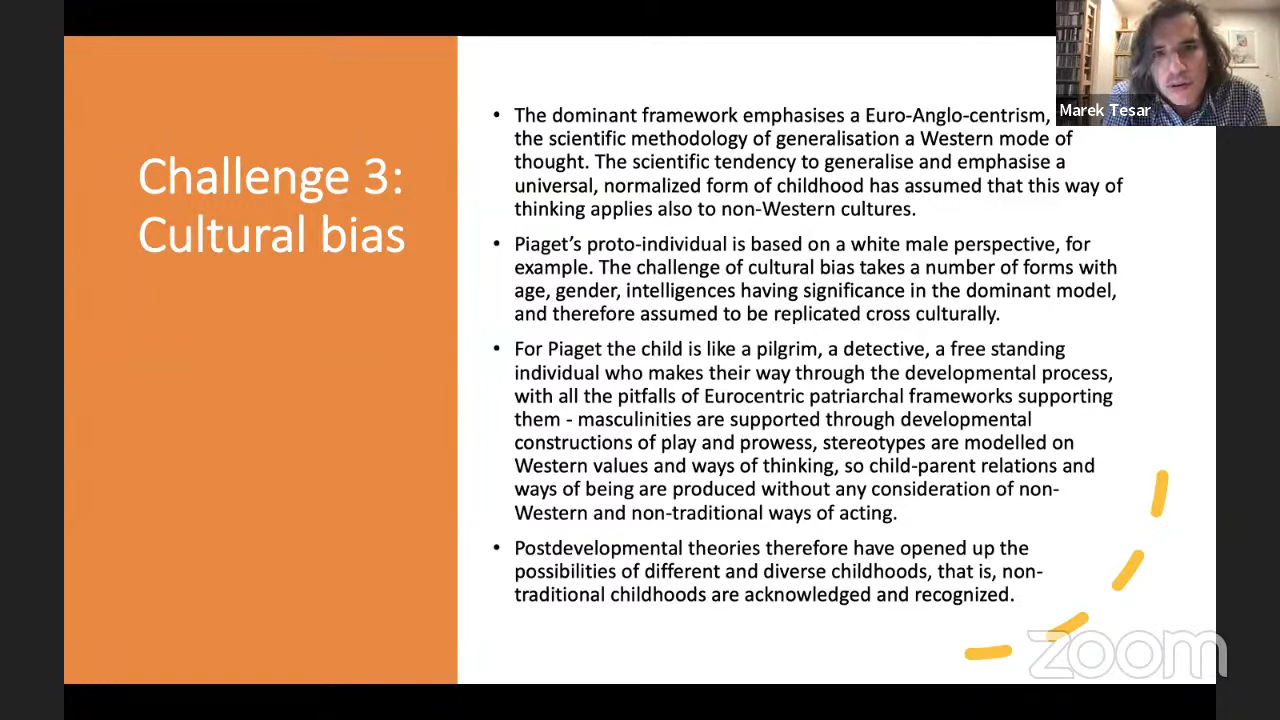 Challenge 3:
Cultural bias
• The dominant framework emphasises a Euro-Anglo-centrism,
the scientific methodology of generalisation a Western mode of
thought. The scientific tendency to generalise and emphasise a
universal, normalized form of childhood has assumed that this way of
thinking applies also to non-Western cultures.
• Piaget’s proto-individual is based on a white male perspective, for
example. The challenge of cultural bias takes a number of forms with
age, gender, intelligences having significance in the dominant model,
and therefore assumed to be replicated cross culturally.
• For Piaget the child is like a pilgrim, a detective, a free standing
individual who makes their way through the developmental process,
with all the pitfalls of Eurocentric patriarchal frameworks supporting
them - masculinities are supported through developmental
constructions of play and prowess, stereotypes are modelled on
Western values and ways of thinking, so child-parent relations and
ways of being are produced without any consideration of non-
Western and non-traditional ways of acting.
• Postdevelopmental theories therefore have opened up the
possibilities of different and diverse childhoods, that is, non-
traditional childhoods are acknowledged and recognized.
Marek Tesar
zoom